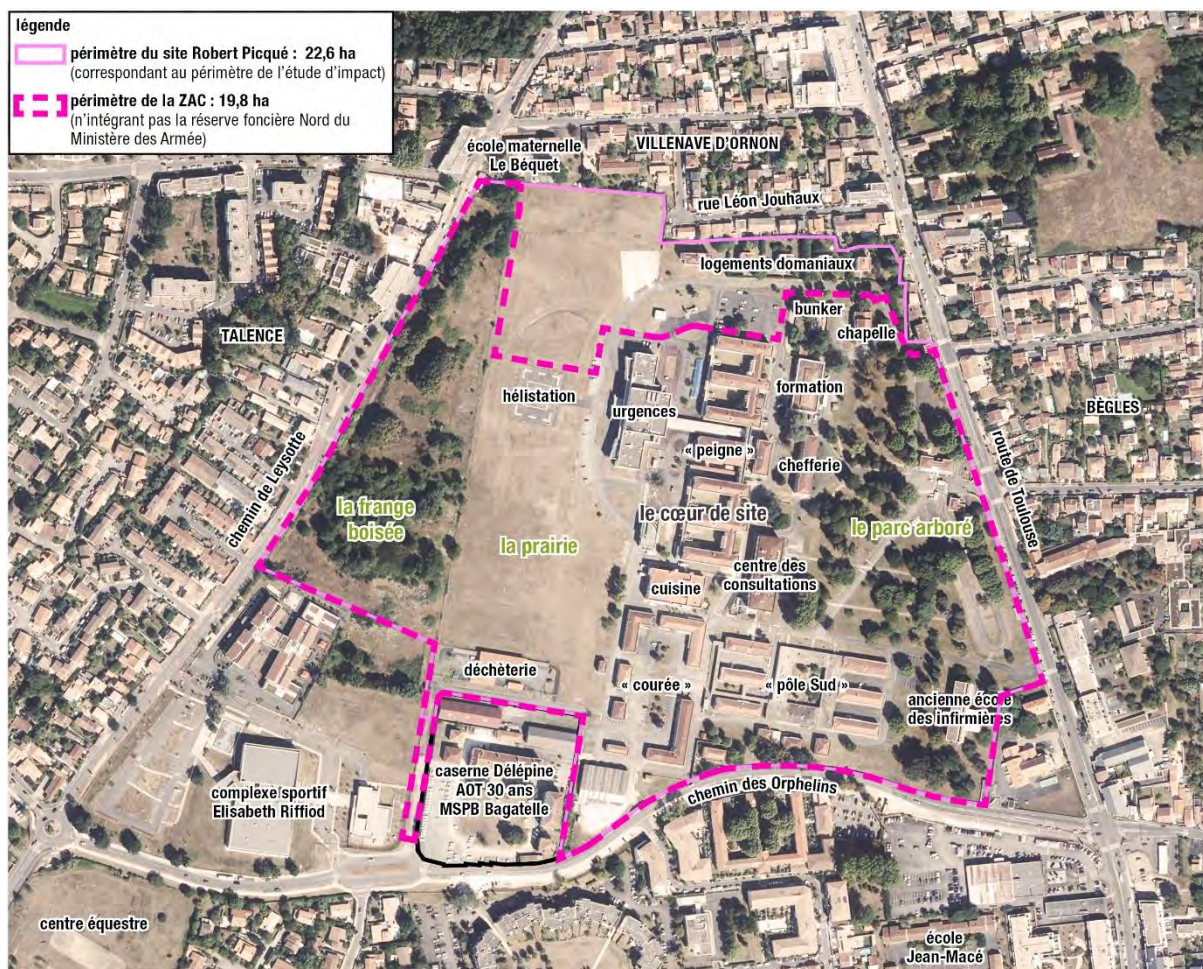 légende
périmètre du site Robert Picqué : 22,6 ha
(correspondant au périmètre de l'étude d'impact)
périmètre de la ZAC : 19,8 ha
(n'intégrant pas la réserve foncière Nord du
Ministère des Armée)
école maternelle
Le Béquet
VILLENAVE D'ORNON
rue Léon Jouhaux
logements domaniaux
bunker
chapelle
TALENCE
hélistation
urgences
formation
BÈGLES
« peigne »
chefferie
chemin de Leysotte
route de Toulouse
la frange
boisée
la prairie
le cœur de site
le parc arboré
centre des
consultations
cuisine
déchèterie
« courée »
« pôle Sud »
ancienne école
des infirmières
caserne Délépine
AOT 30 ans
MSPB Bagatelle
complexe sportif
Elisabeth Riffiod
chemin des Orphelins
centre équestre
école
Jean-Macé